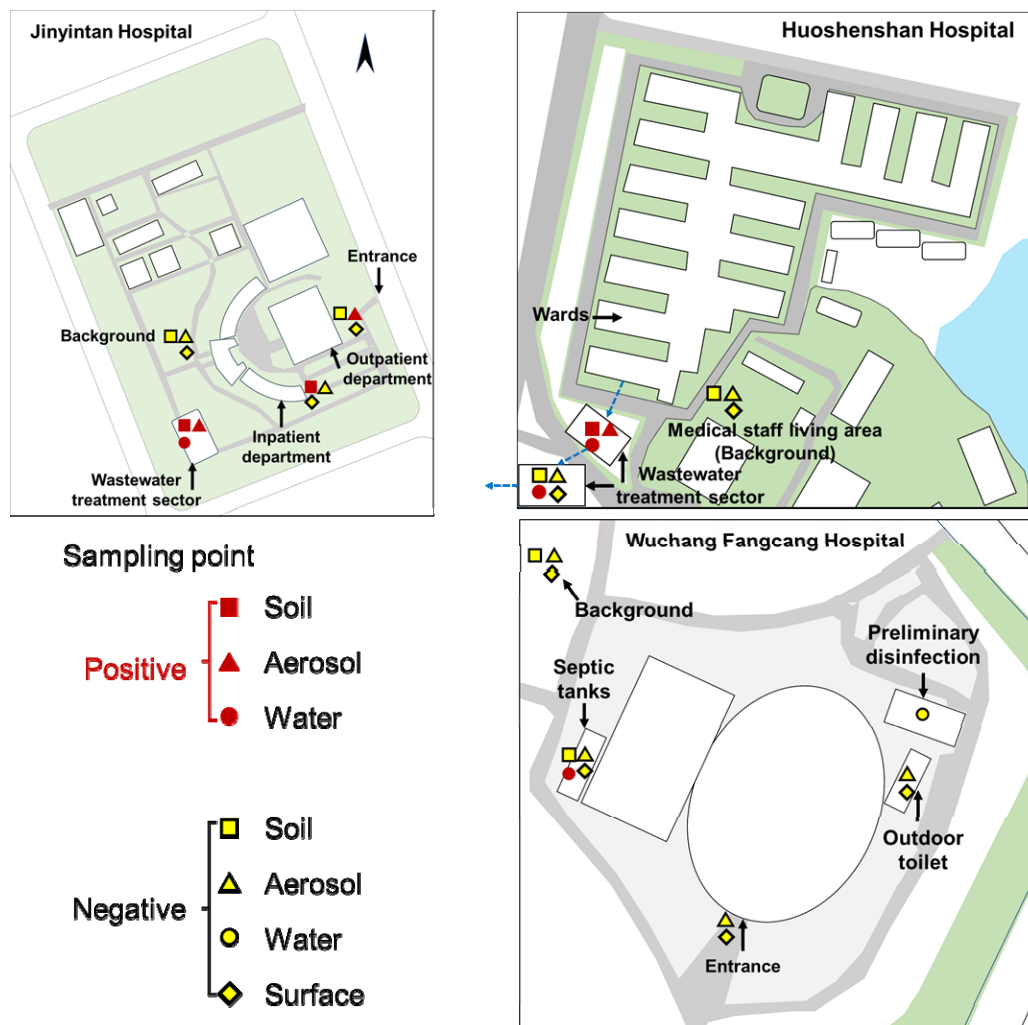 Jinyintan Hospital
Entrance
Background
Outpatient
department
Inpatient
department
Wastewater
treatment sector
Huoshenshan Hospital
Wards
Medical staff living area
(Background)
Wastewater
treatment sector
Sampling point
Positive
Soil
Aerosol
Water
Negative
Soil
Aerosol
Water
Surface
Wuchang Fangcang Hospital
Background
Preliminary
disinfection
Septic
tanks
Outdoor
toilet
Entrance